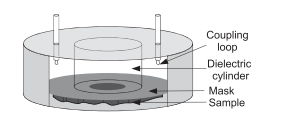 Coupling
loop
Dielectric
cylinder
Mask
Sample